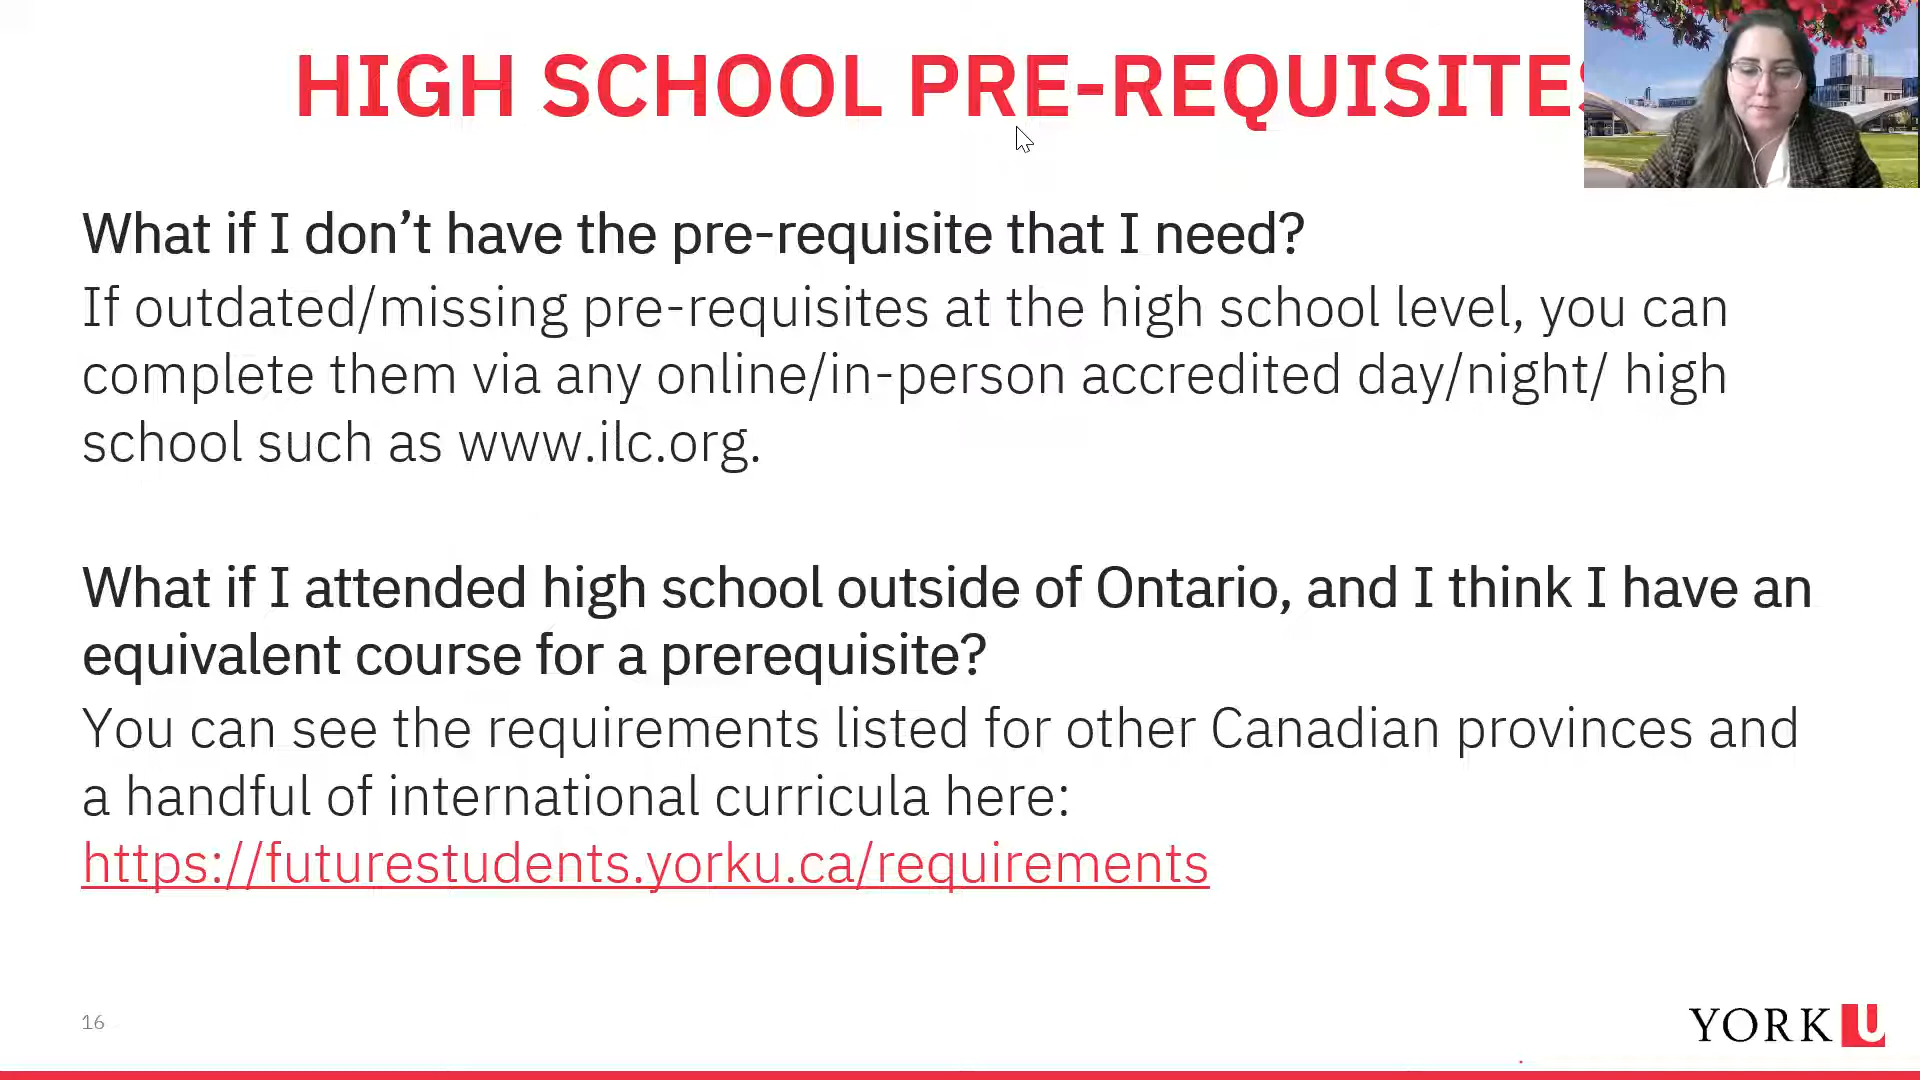 HIGH SCHOOL PRE-REQUISITES
What if I don’t have the pre-requisite that I need?
If outdated/missing pre-requisites at the high school level, you can
complete them via any online/in-person accredited day/night/ high
school such as www.ilc.org.
What if I attended high school outside of Ontario, and I think I have an
equivalent course for a prerequisite?
You can see the requirements listed for other Canadian provinces and
a handful of international curricula here:
https://futurestudents.yorku.ca/requirements
16
YORK U